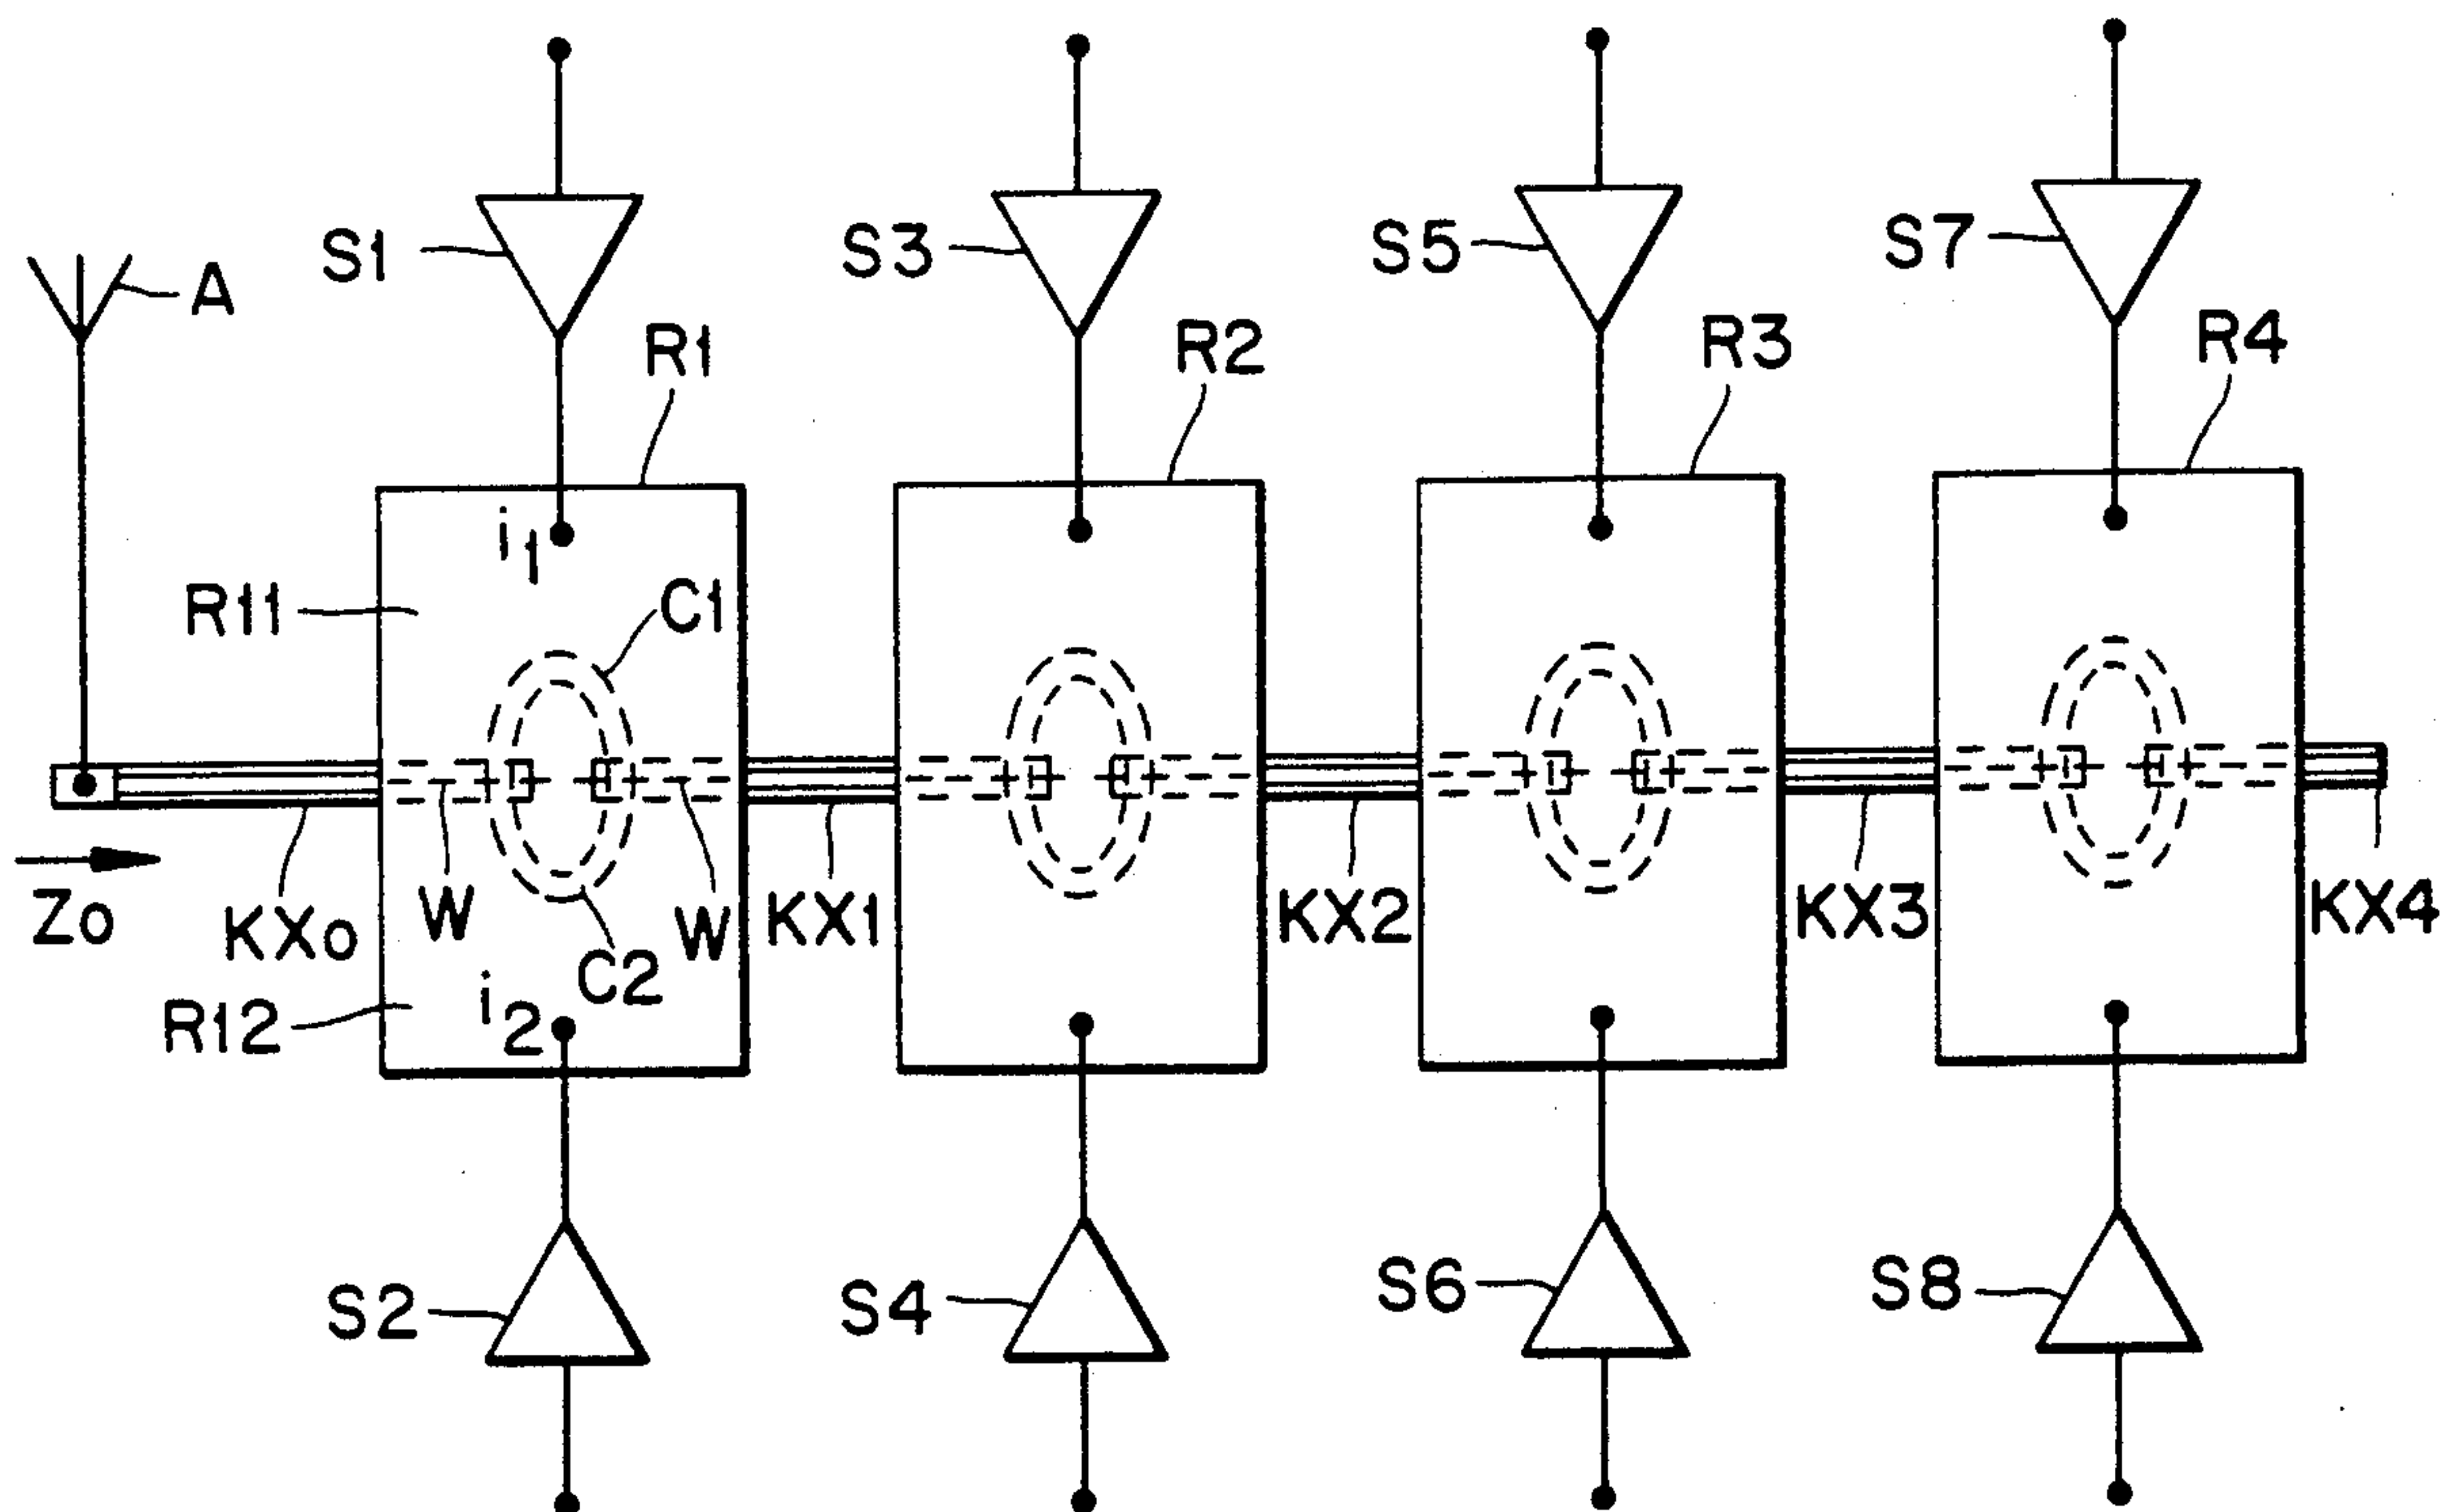 S1
S3
S5
S7
A
R1
R2
R3
R4
i1
R11
C1
Zo
KXo
W
W
KX1
KX2
KX3
KX4
C2
R12
i2
S2
S4
S6
S8